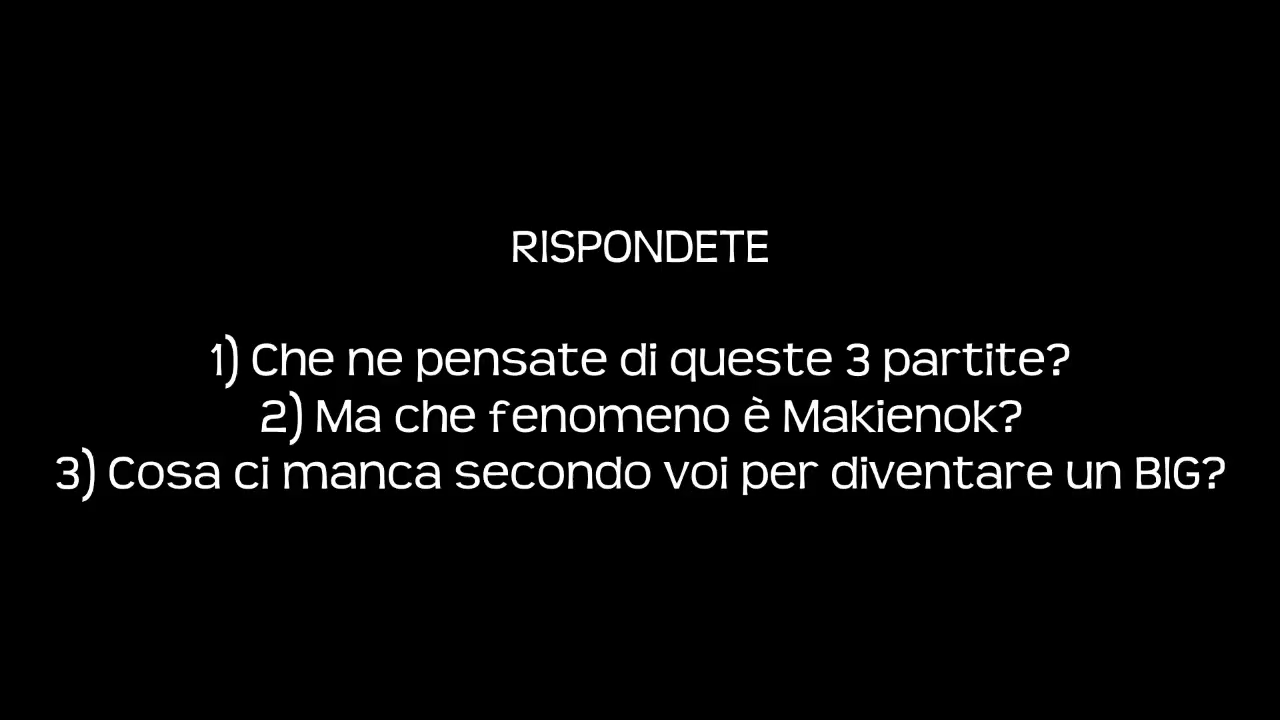 RISPONDETE
1) Che ne pensate di queste 3 partite?
2) Ma che fenomeno è Makienok?
3) Cosa ci manca secondo voi per diventare un BIG?